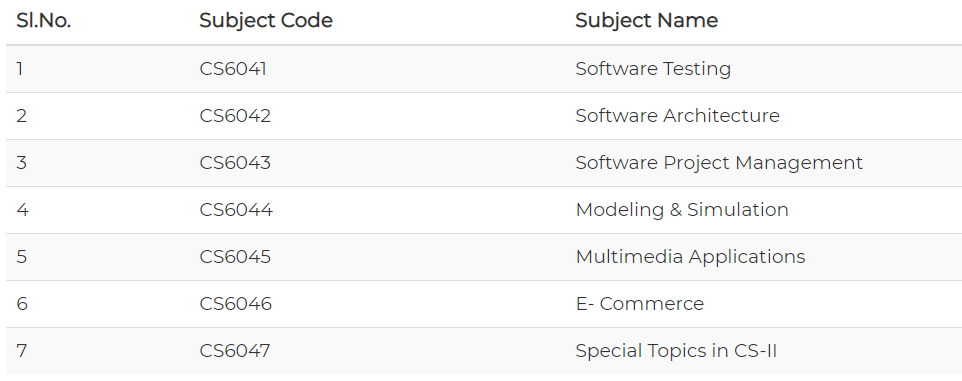 Sl.No. Subject Code Subject Name
1 CS6041 Software Testing
2 CS6042 Software Architecture
3 CS6043 Software Project Management
4 CS6044 Modeling & Simulation
5 CS6045 Multimedia Applications
6 CS6046 E- Commerce
7 CS6047 Special Topics in CS-II